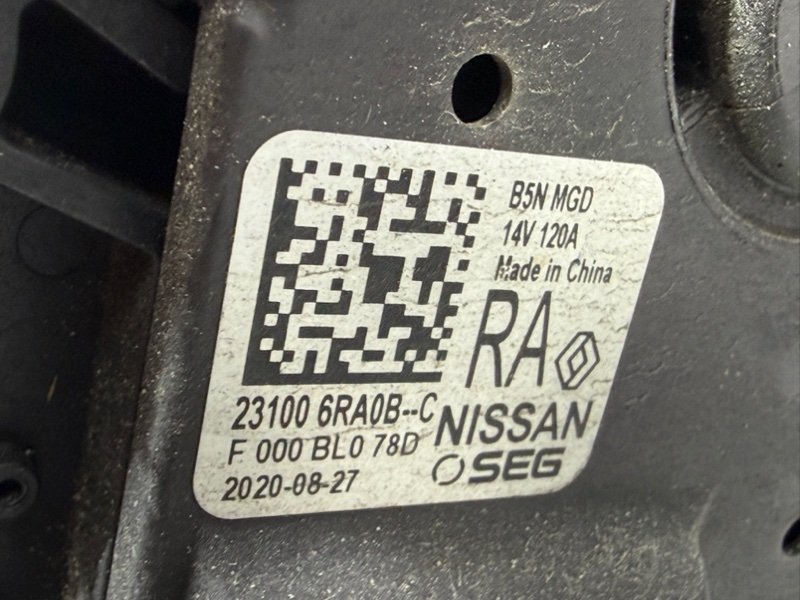 B5N MGD
14V 120A
Made in China
RA
23100 6RA0B--C
NISSAN
F 000 BL0 78D
SEG
2020-08-27